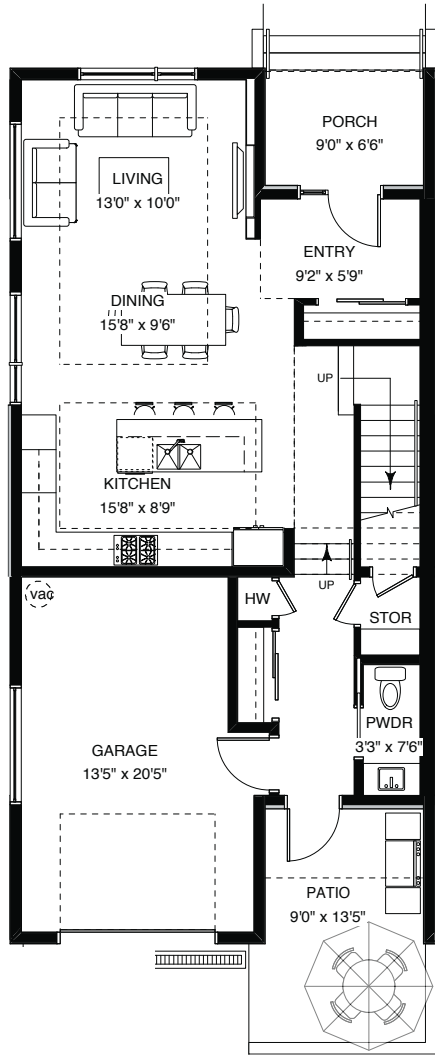 PORCH
9'0" x 6'6"
LIVING
13'0" x 10'0"
ENTRY
9'2" x 5'9"
DINING
15'8" x 9'6"
UP
KITCHEN
15'8" x 8'9"
UP
vac
HW
STOR
PWDR
3'3" x 7'6"
GARAGE
13'5" x 20'5"
PATIO
9'0" x 13'5"